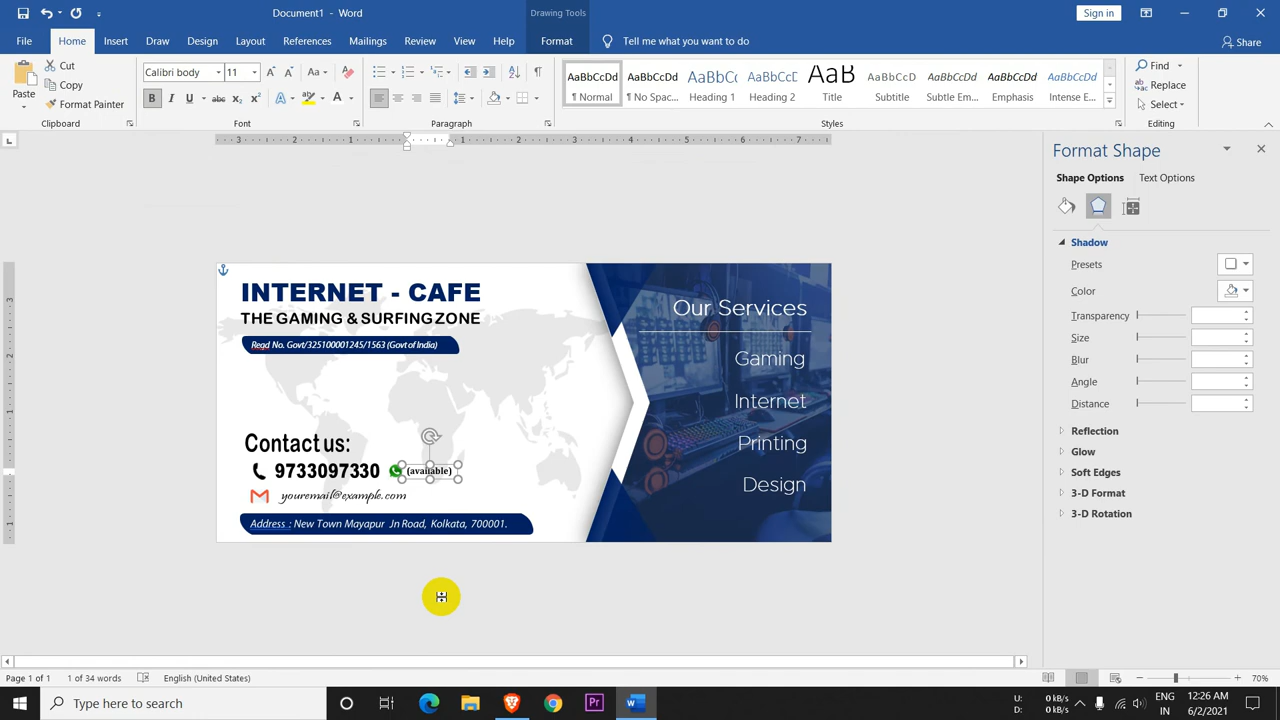 Document1 - Word
Drawing Tools
Sign in
File Home Insert Draw Design Layout References Mailings Review View Help Format Tell me what you want to do Share
Paste
Cut
Copy
Format Painter
Clipboard
Calibri body 11
Font
Paragraph
AaBbCcDd AaBbCcDd AaBbCc AaBbCcD AaB AaBbCcD AaBbCcDd AaBbCcDd AaBbCcDd
¶ Normal ¶ No Spac... Heading 1 Heading 2 Title Subtitle Subtle Em... Emphasis Intense E...
Styles
Find
Replace
Select
Editing
INTERNET - CAFE
THE GAMING & SURFING ZONE
Regd No. Govt/325100001245/1563 (Govt of India)
Contact us:
9733097330 (available)
youremail@example.com
Address : New Town Mayapur Jn Road, Kolkata, 700001.
Our Services
Gaming
Internet
Printing
Design
Format Shape
Shape Options Text Options
Shadow
Presets
Color
Transparency
Size
Blur
Angle
Distance
Reflection
Glow
Soft Edges
3-D Format
3-D Rotation
Page 1 of 1 1 of 34 words English (United States) 70%
Type here to search
U: 0 kB/s
D: 0 kB/s
ENG
IN
12:26 AM
6/2/2021